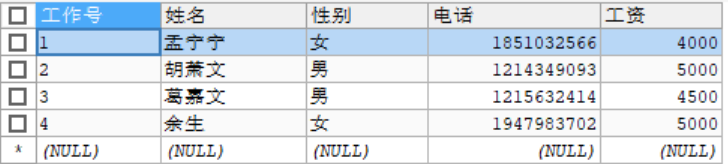 工作号 姓名 性别 电话 工资
1 孟宁宁 女 1851032566 4000
2 胡萧文 男 1214349093 5000
3 葛嘉文 男 1215632414 4500
4 余生 女 1947983702 5000
* (NULL) (NULL) (NULL) (NULL) (NULL)